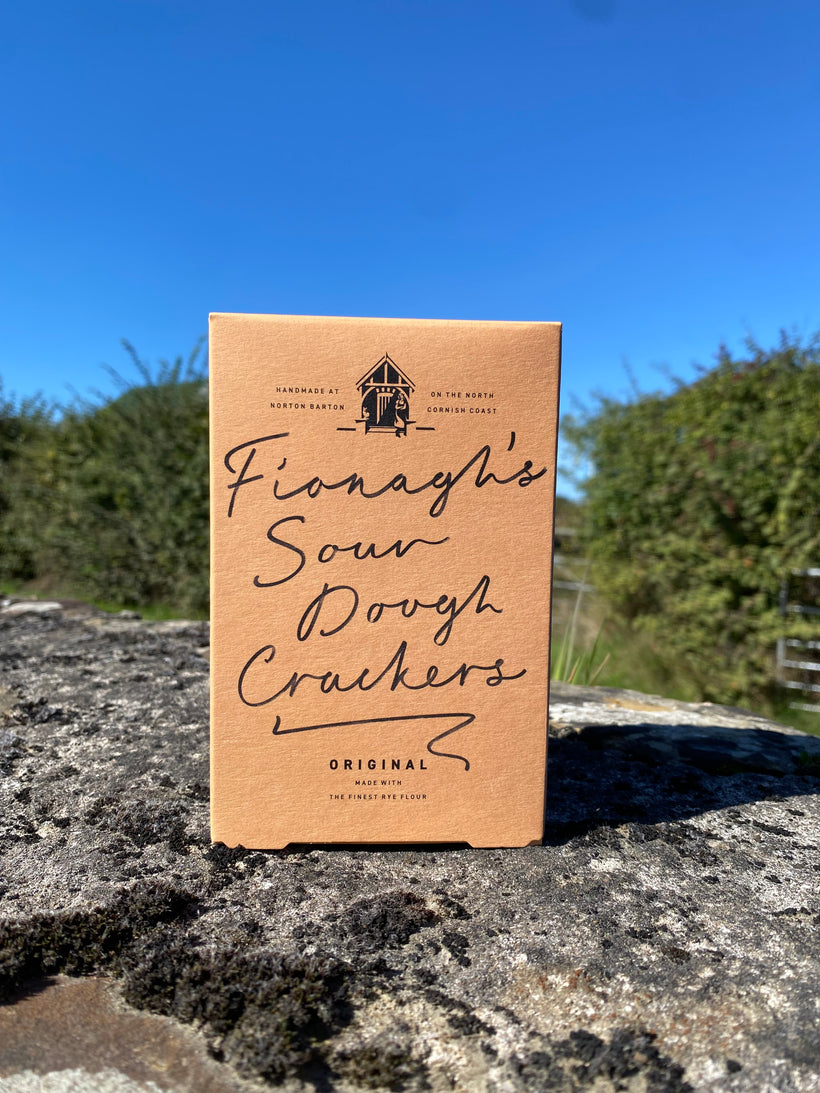 HANDMADE AT
NORTON BARTON
ON THE NORTH
CORNISH COAST
Fionagh's
Sour
Dough
Crackers
ORIGINAL
MADE WITH
THE FINEST RYE FLOUR